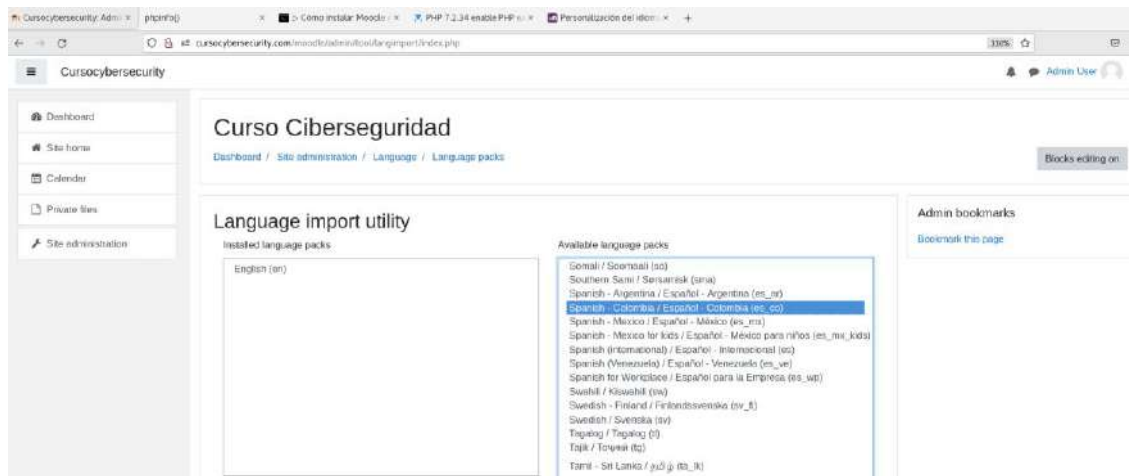 Cursocybersecurity: Admi
phpinfo()
Cómo instalar Moodle
PHP 7.2.34 enable PHP
Personalización del idiom
cursocybersecurity.com/moodle/admin/tool/langimport/index.php
110%
Cursocybersecurity
Admin User
Dashboard
Site home
Calendar
Private files
Site administration
Curso Ciberseguridad
Dashboard / Site administration / Language / Language packs
Blocks editing on
Language import utility
Installed language packs
English (en)
Available language packs
Somali / Soomaali (so)
Southern Sami / Sørsamisk (sma)
Spanish - Argentina / Español - Argentina (es_ar)
Spanish - Colombia / Español - Colombia (es_co)
Spanish - Mexico / Español - México (es_mx)
Spanish - Mexico for kids / Español - México para niños (es_mx_kids)
Spanish (International) / Español - Internacional (es)
Spanish (Venezuela) / Español - Venezuela (es_ve)
Spanish for Workplace / Español para la Empresa (es_wp)
Swahili / Kiswahili (sw)
Swedish - Finland / Finlandssvenska (sv_fi)
Swedish / Svenska (sv)
Tagalog / Tagalog (tl)
Tajik / Тоҷикӣ (tg)
Tamil - Sri Lanka / தமிழ் (ta_lk)
Admin bookmarks
Bookmark this page